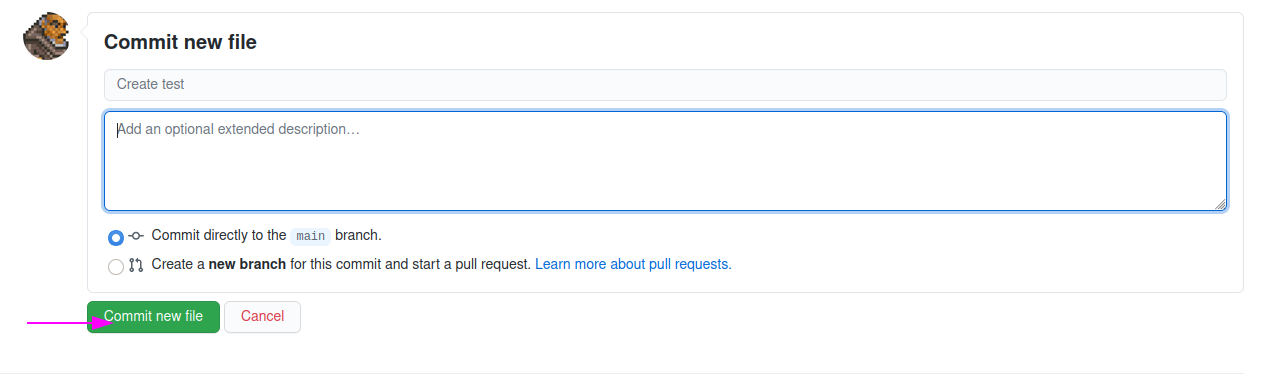 Commit new file
Create test
Add an optional extended description…
Commit directly to the main branch.
Create a new branch for this commit and start a pull request. Learn more about pull requests.
Commit new file Cancel